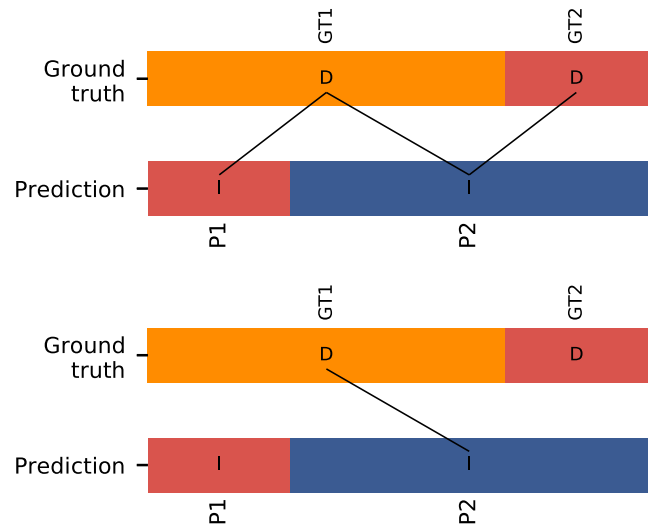 GT1 GT2
Ground
truth
D D
Prediction
I I
P1 P2
GT1 GT2
Ground
truth
D D
Prediction
I I
P1 P2